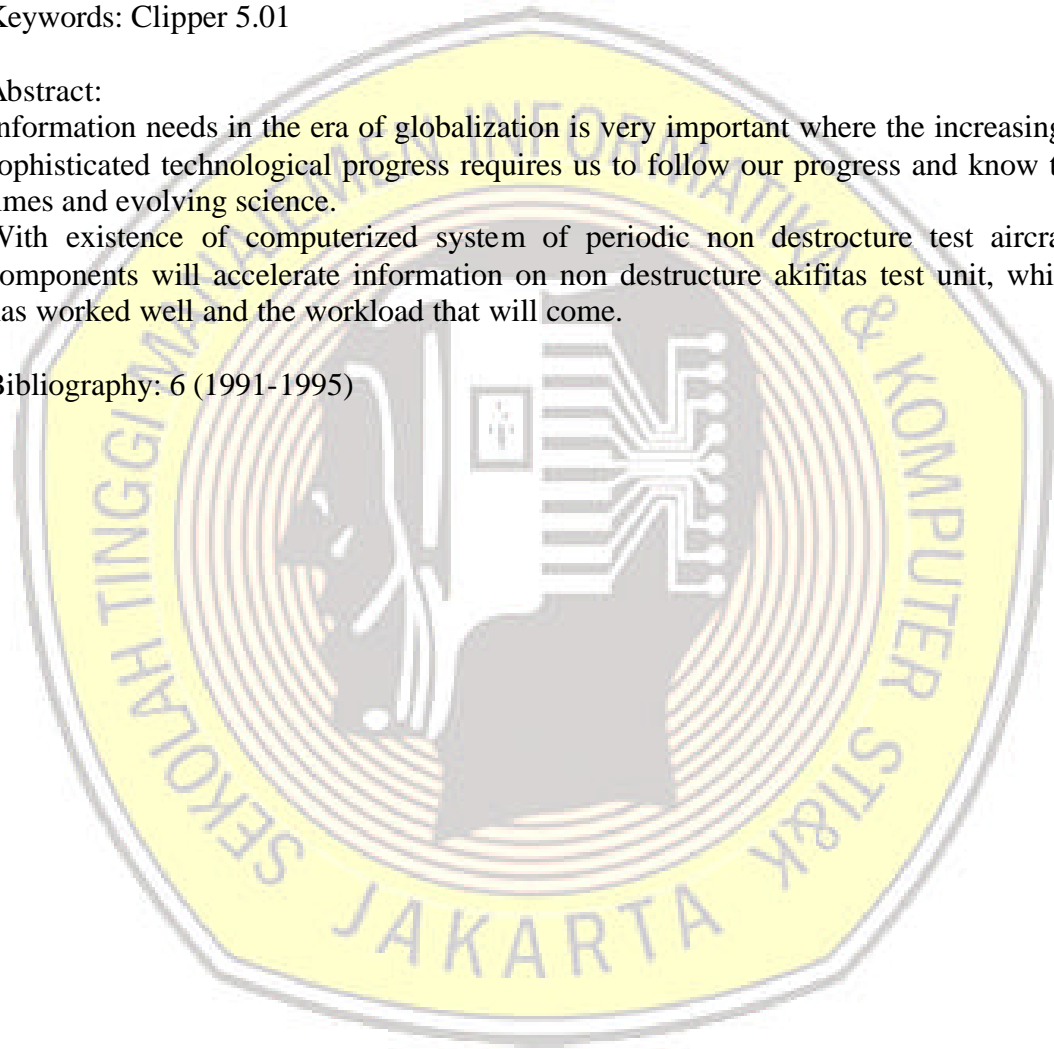 Keywords: Clipper 5.01
Abstract:
information needs in the era of globalization is very important where the increasing
sophisticated technological progress requires us to follow our progress and know t
times and evolving science.
With existence of computerized system of periodic non destrocture test aircra
components will accelerate information on non destructure akifitas test unit, whi
has worked well and the workload that will come.
Bibliography: 6 (1991-1995)
SEKOLAH TINGGI MANAJEMEN INFORMATIKA & KOMPUTER STI&K
JAKARTA